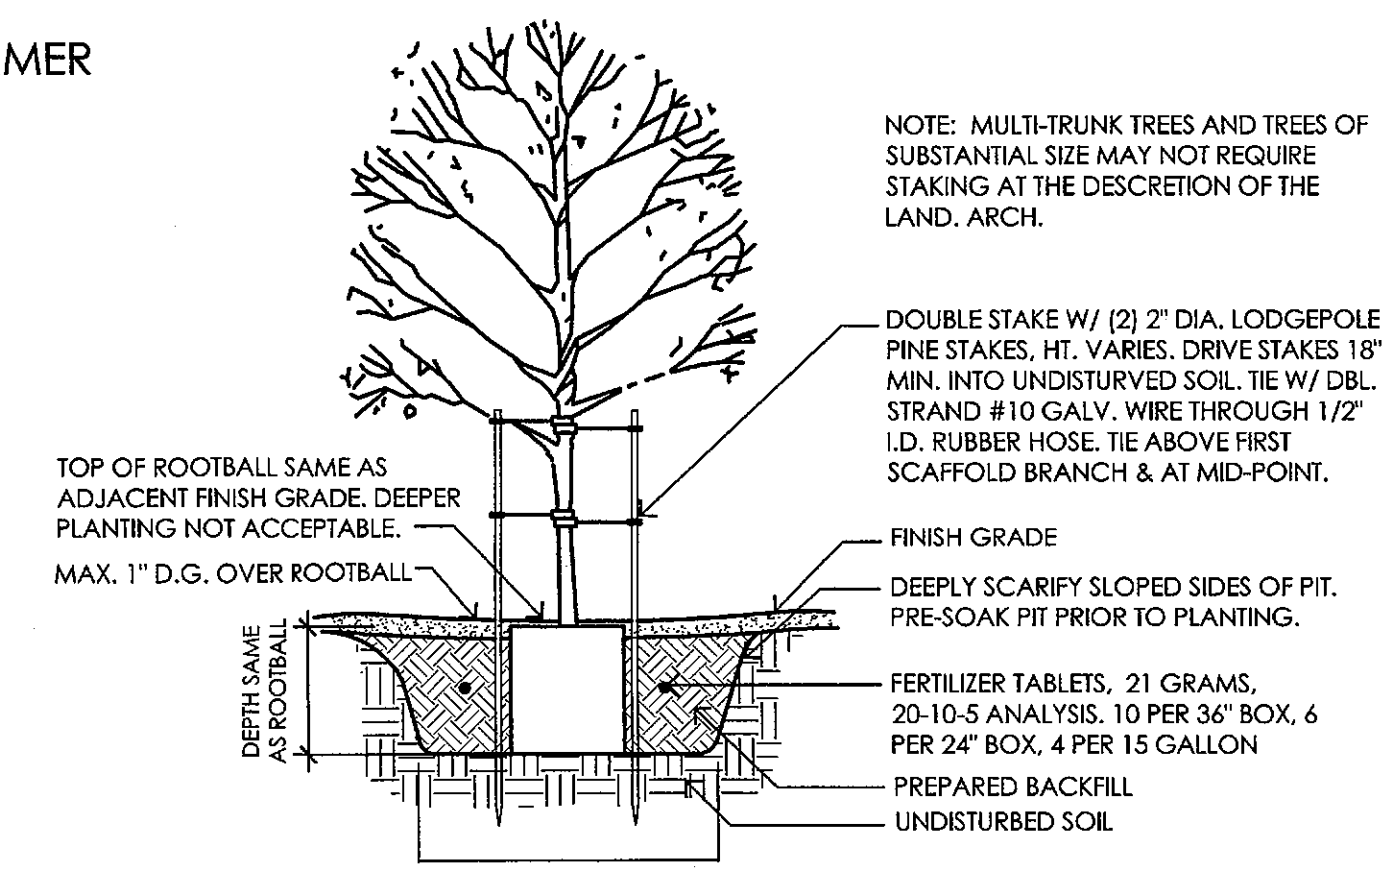 MER
NOTE: MULTI-TRUNK TREES AND TREES OF
SUBSTANTIAL SIZE MAY NOT REQUIRE
STAKING AT THE DESCRETION OF THE
LAND. ARCH.
DOUBLE STAKE W/ (2) 2" DIA. LODGEPOLE
PINE STAKES, HT. VARIES. DRIVE STAKES 18"
MIN. INTO UNDISTURVED SOIL. TIE W/ DBL.
STRAND #10 GALV. WIRE THROUGH 1/2"
I.D. RUBBER HOSE. TIE ABOVE FIRST
SCAFFOLD BRANCH & AT MID-POINT.
TOP OF ROOTBALL SAME AS
ADJACENT FINISH GRADE. DEEPER
PLANTING NOT ACCEPTABLE.
MAX. 1" D.G. OVER ROOTBALL
FINISH GRADE
DEEPLY SCARIFY SLOPED SIDES OF PIT.
PRE-SOAK PIT PRIOR TO PLANTING.
DEPTH SAME
AS ROOTBALL
FERTILIZER TABLETS, 21 GRAMS,
20-10-5 ANALYSIS. 10 PER 36" BOX, 6
PER 24" BOX, 4 PER 15 GALLON
PREPARED BACKFILL
UNDISTURBED SOIL